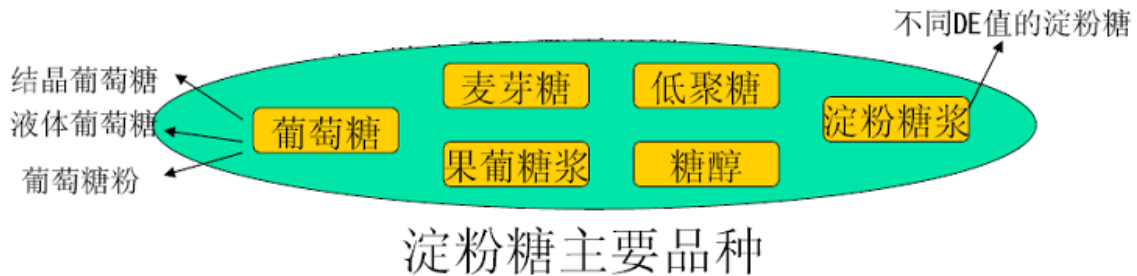 不同DE值的淀粉糖
结晶葡萄糖
液体葡萄糖
葡萄糖粉
葡萄糖
麦芽糖
低聚糖
淀粉糖浆
果葡糖浆
糖醇
淀粉糖主要品种